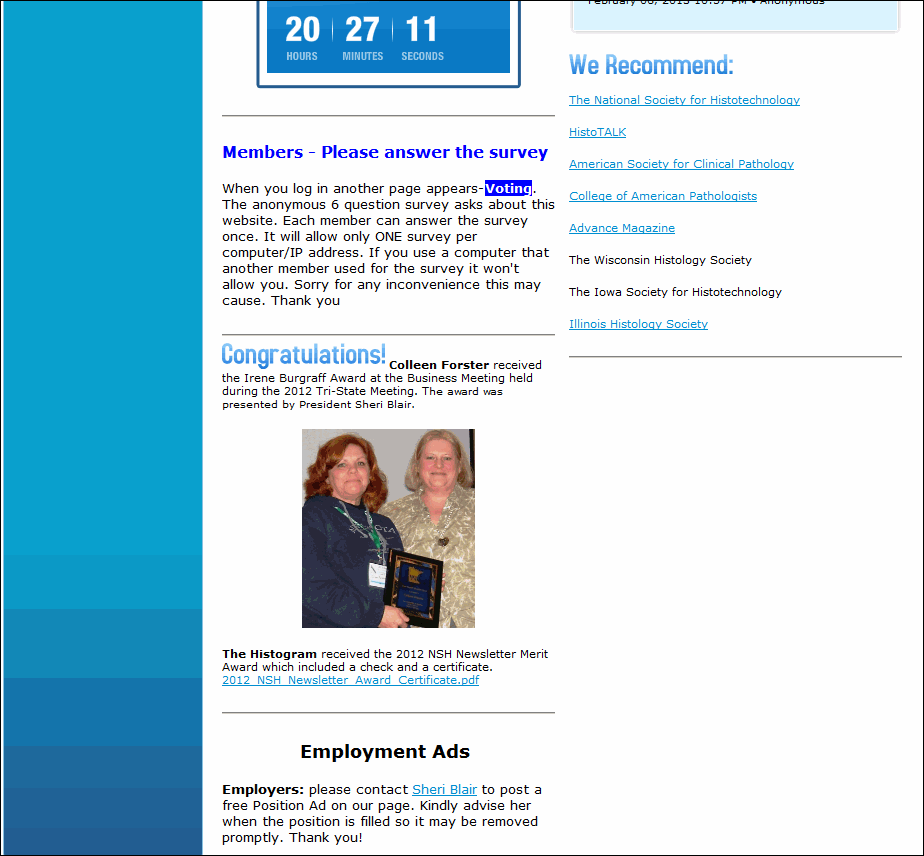 20 27 11
HOURS MINUTES SECONDS
Members - Please answer the survey
When you log in another page appears-Voting.
The anonymous 6 question survey asks about this
website. Each member can answer the survey
once. It will allow only ONE survey per
computer/IP address. If you use a computer that
another member used for the survey it won't
allow you. Sorry for any inconvenience this may
cause. Thank you
Congratulations! Colleen Forster received
the Irene Burgraff Award at the Business Meeting held
during the 2012 Tri-State Meeting. The award was
presented by President Sheri Blair.
The Histogram received the 2012 NSH Newsletter Merit
Award which included a check and a certificate.
2012_NSH_Newsletter_Award_Certificate.pdf
Employment Ads
Employers: please contact Sheri Blair to post a
free Position Ad on our page. Kindly advise her
when the position is filled so it may be removed
promptly. Thank you!
We Recommend:
The National Society for Histotechnology
HistoTALK
American Society for Clinical Pathology
College of American Pathologists
Advance Magazine
The Wisconsin Histology Society
The Iowa Society for Histotechnology
Illinois Histology Society